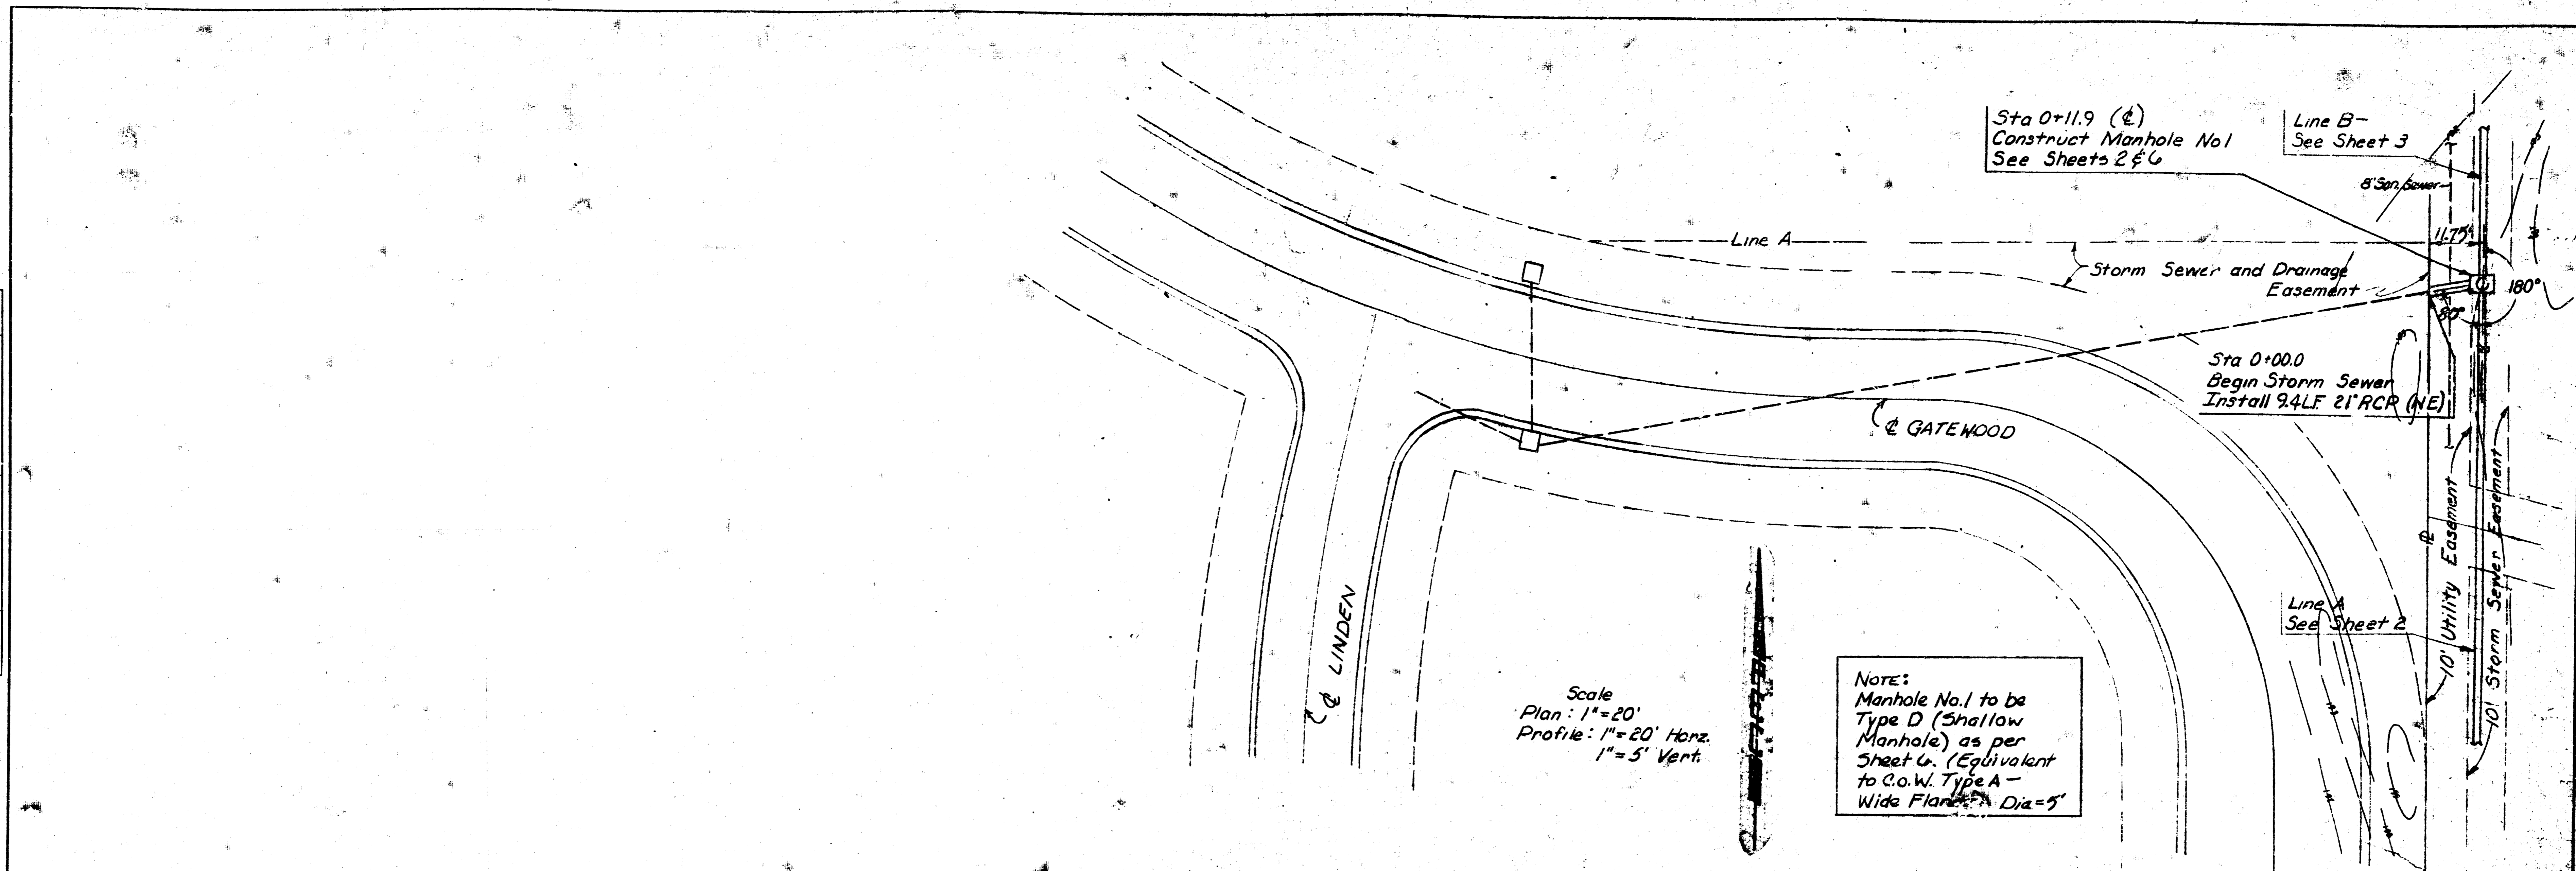 Sta 0+11.9 (℄)
Construct Manhole No1
See Sheets 2 & 6
Line B-
See Sheet 3
8" San. Sewer
Line A
11.75'
Storm Sewer and Drainage
Easement
180°
80°
Sta 0+00.0
Begin Storm Sewer
Install 9.4 LF 21" RCP (NE)
℄ GATEWOOD
℄ LINDEN
Scale
Plan: 1"=20'
Profile: 1"=20' Horz.
1"=5' Vert.
NOTE:
Manhole No.1 to be
Type D (Shallow
Manhole) as per
Sheet 6. (Equivalent
to C.O.W. Type A -
Wide Dia=5'
Line A
See Sheet 2
10' Utility Easement
10' Storm Sewer Easement